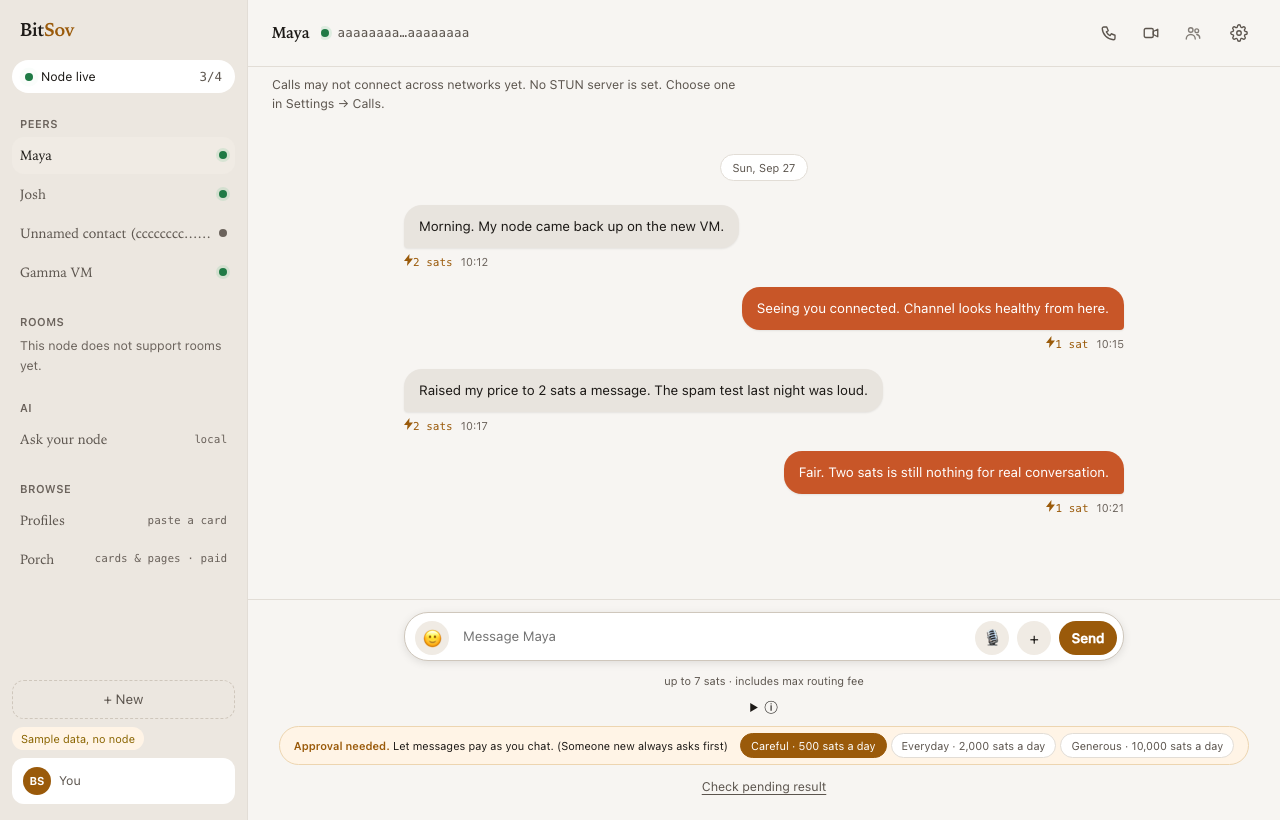 BitSov
Node live 3/4
PEERS
Maya
Josh
Unnamed contact (cccccccc……
Gamma VM
ROOMS
This node does not support rooms
yet.
AI
Ask your node local
BROWSE
Profiles paste a card
Porch cards & pages · paid
+ New
Sample data, no node
BS You
Maya aaaaaaaa…aaaaaaaa
Calls may not connect across networks yet. No STUN server is set. Choose one
in Settings → Calls.
Sun, Sep 27
Morning. My node came back up on the new VM.
2 sats 10:12
Seeing you connected. Channel looks healthy from here.
1 sat 10:15
Raised my price to 2 sats a message. The spam test last night was loud.
2 sats 10:17
Fair. Two sats is still nothing for real conversation.
1 sat 10:21
Message Maya + Send
up to 7 sats · includes max routing fee
▶ ⓘ
Approval needed. Let messages pay as you chat. (Someone new always asks first) Careful · 500 sats a day Everyday · 2,000 sats a day Generous · 10,000 sats a day
Check pending result